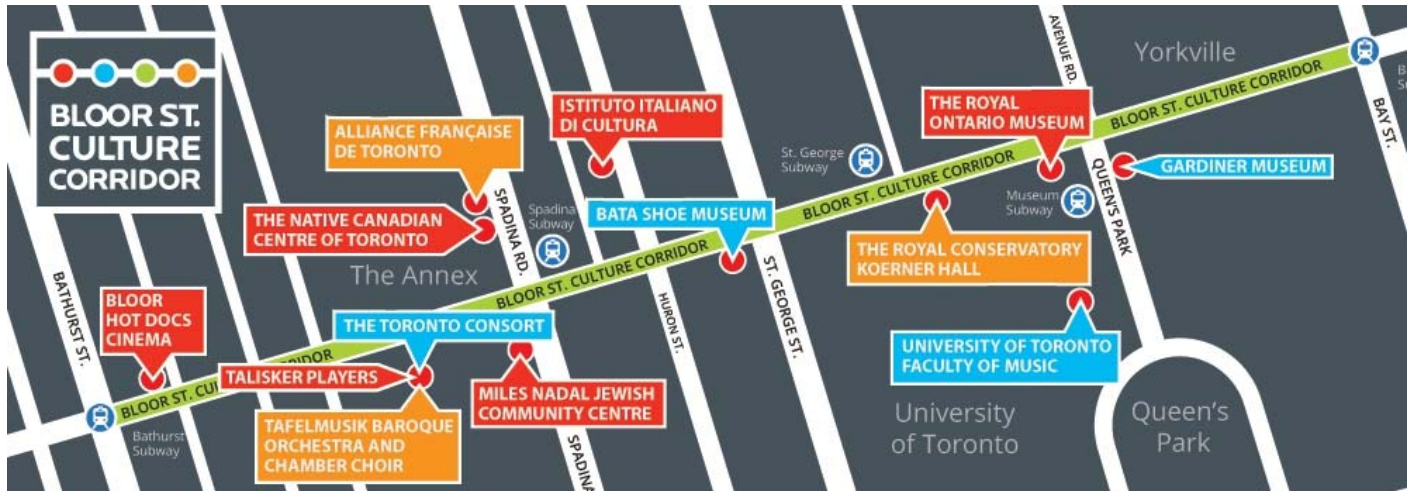 BLOOR ST.
CULTURE
CORRIDOR
ALLIANCE FRANÇAISE
DE TORONTO
THE NATIVE CANADIAN
CENTRE OF TORONTO
ISTITUTO ITALIANO
DI CULTURA
SPADINA RD.
Spadina
Subway
BATA SHOE MUSEUM
St. George
Subway
THE ROYAL
ONTARIO MUSEUM
AVENUE RD.
Yorkville
BLOOR ST. CULTURE CORRIDOR
BAY ST.
GARDINER MUSEUM
QUEEN'S PARK
Museum
Subway
BLOOR ST. CULTURE CORRIDOR
THE ROYAL CONSERVATORY
KOERNER HALL
The Annex
BLOOR ST. CULTURE CORRIDOR
HURON ST.
ST. GEORGE ST.
BATHURST ST.
BLOOR
HOT DOCS
CINEMA
THE TORONTO CONSORT
TALISKER PLAYERS
TAFELMUSIK BAROQUE
ORCHESTRA AND
CHAMBER CHOIR
MILES NADAL JEWISH
COMMUNITY CENTRE
BLOOR ST. CU
CORRIDOR
Bathurst
Subway
SPADINA
UNIVERSITY OF TORONTO
FACULTY OF MUSIC
University
of Toronto
Queen's
Park